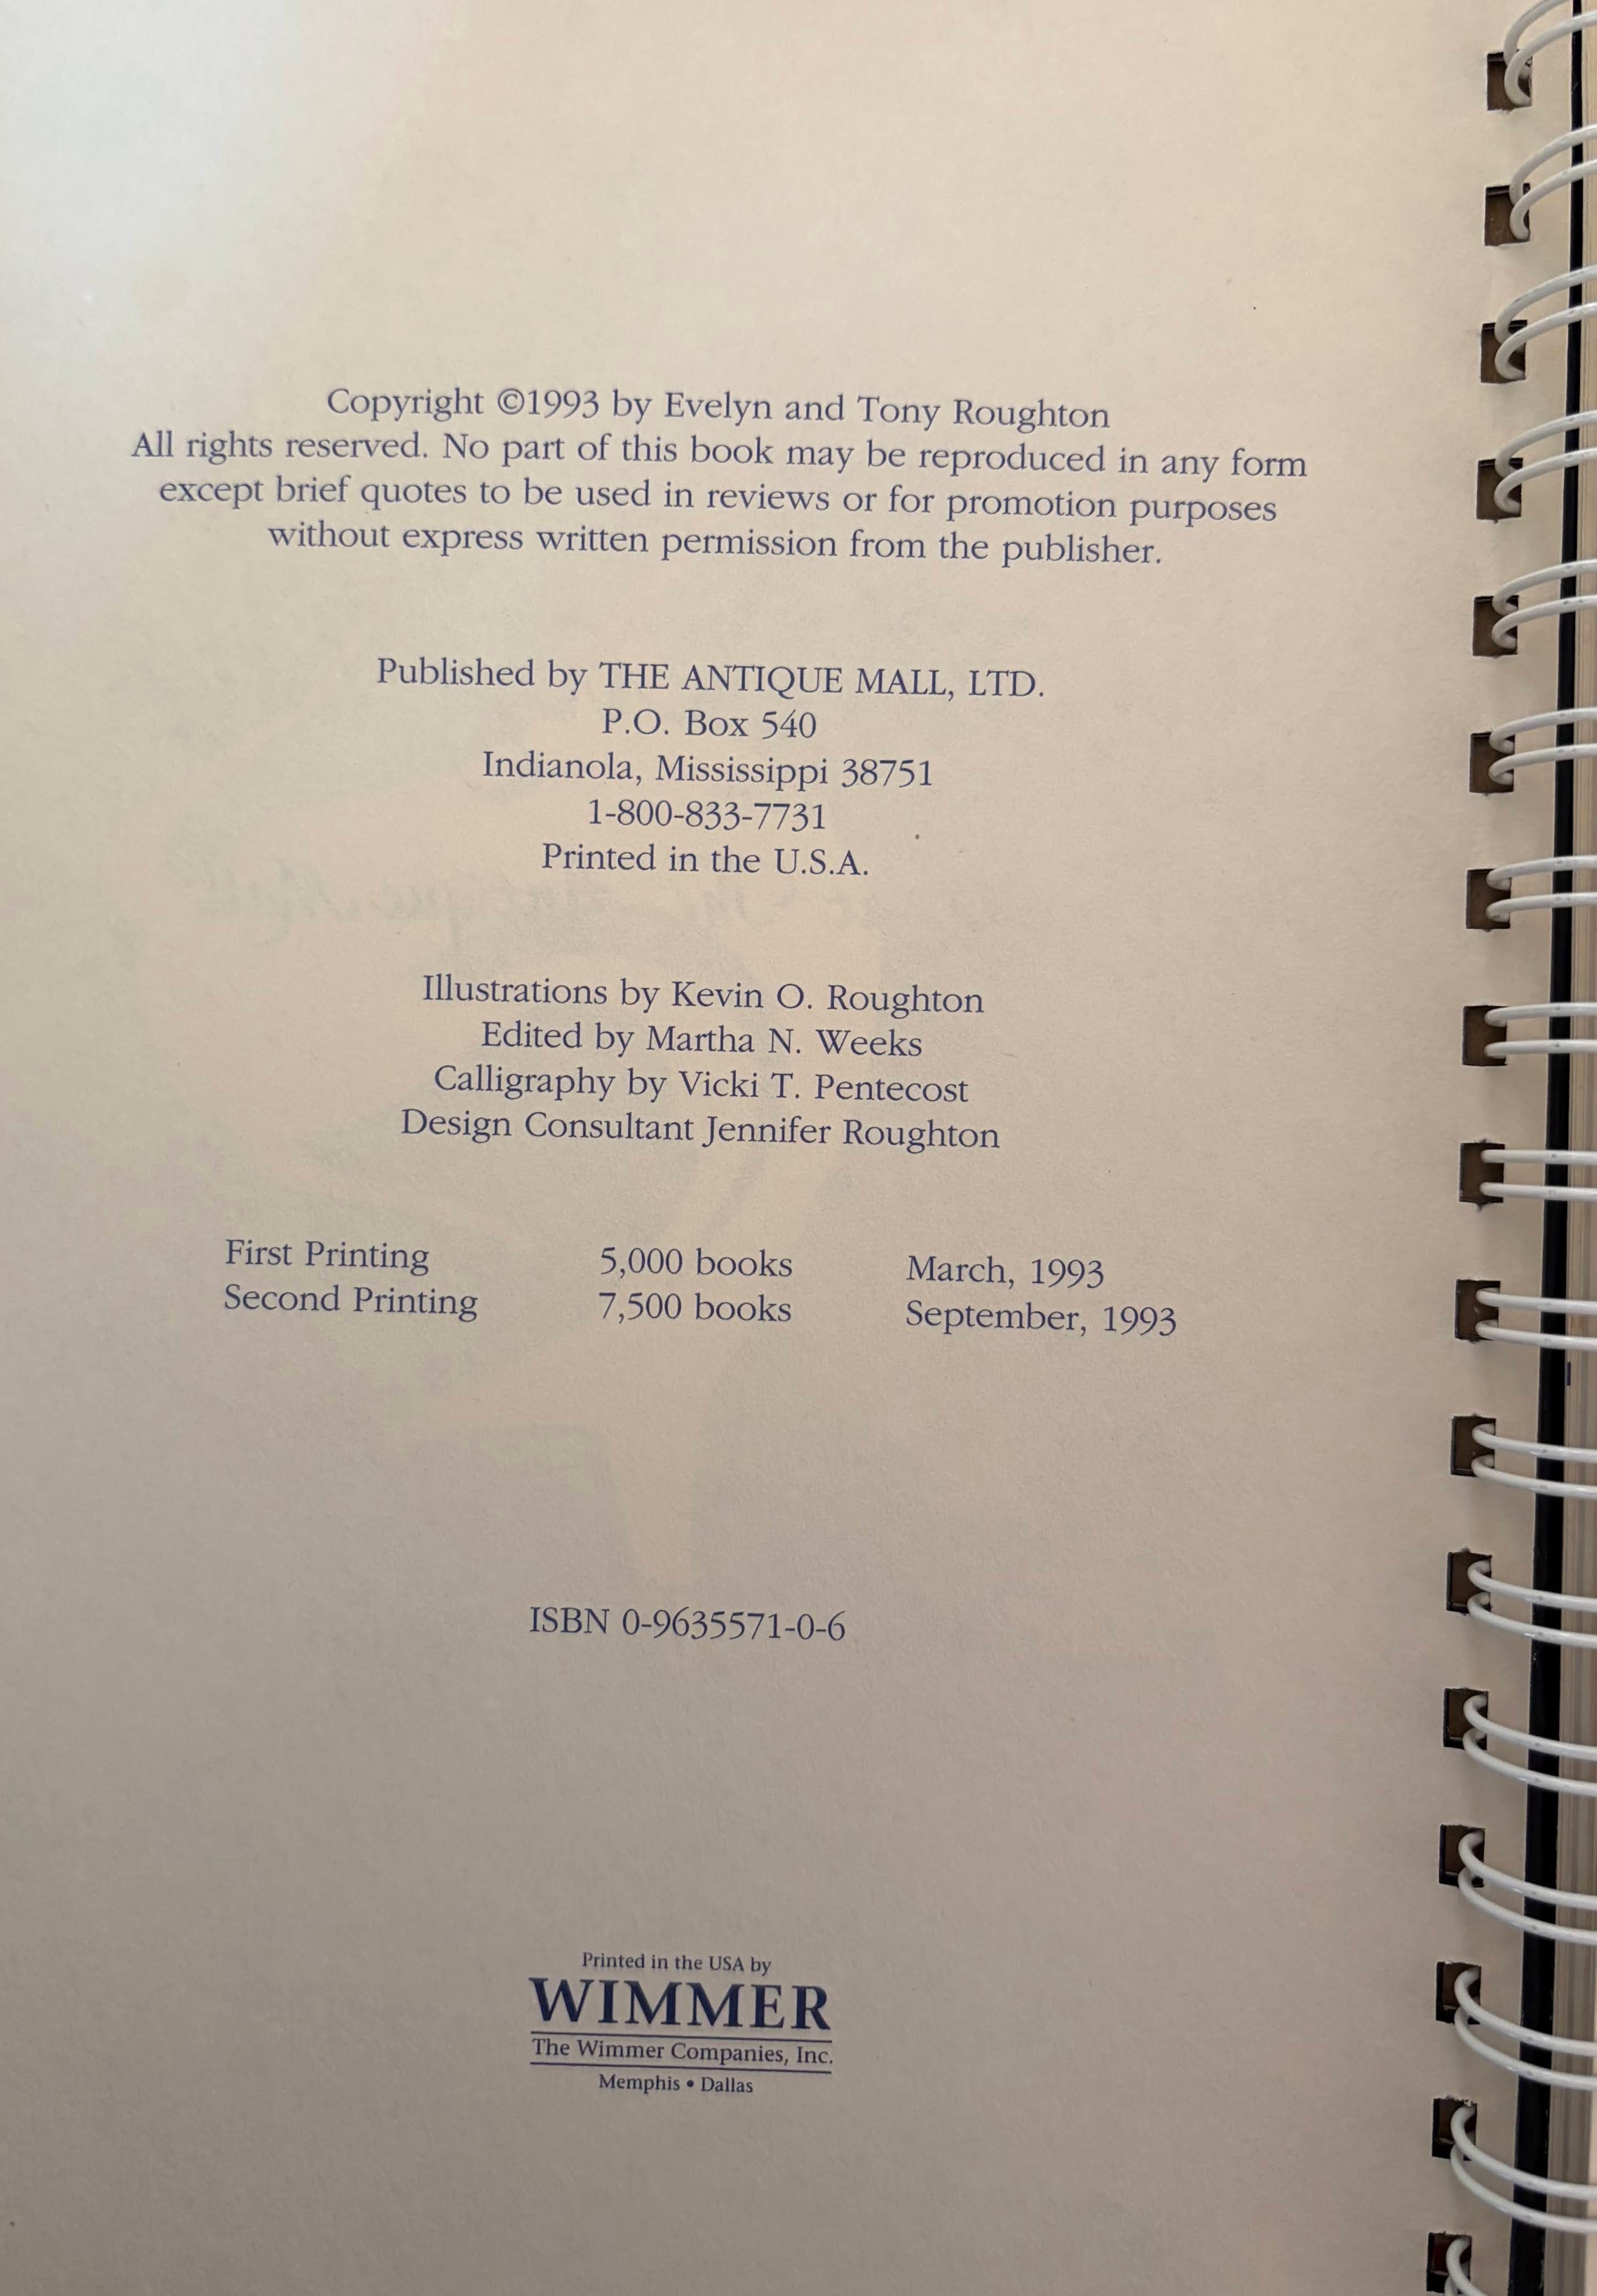 Copyright ©1993 by Evelyn and Tony Roughton
All rights reserved. No part of this book may be reproduced in any form
except brief quotes to be used in reviews or for promotion purposes
without express written permission from the publisher.
Published by THE ANTIQUE MALL, LTD.
P.O. Box 540
Indianola, Mississippi 38751
1-800-833-7731
Printed in the U.S.A.
Illustrations by Kevin O. Roughton
Edited by Martha N. Weeks
Calligraphy by Vicki T. Pentecost
Design Consultant Jennifer Roughton
First Printing 5,000 books March, 1993
Second Printing 7,500 books September, 1993
ISBN 0-9635571-0-6
Printed in the USA by
WIMMER
The Wimmer Companies, Inc.
Memphis • Dallas